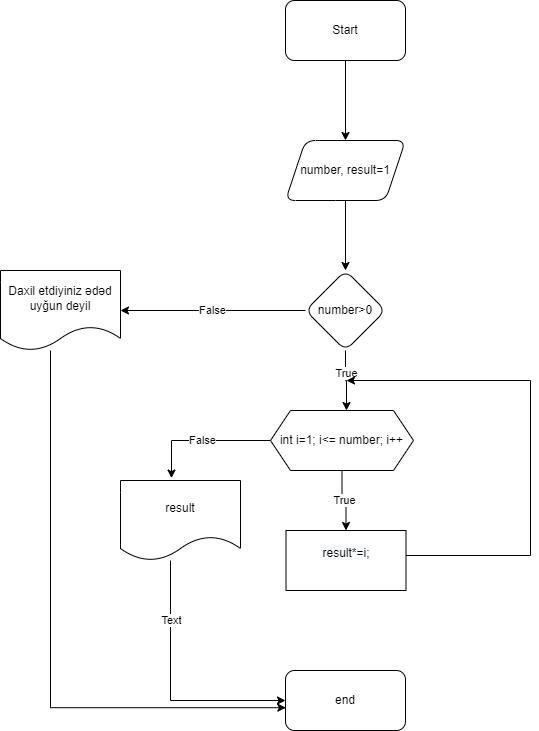 Start
number, result=1
number>0
False
Daxil etdiyiniz ədəd
uyğun deyil
True
int i=1; i<= number; i++
False
True
result
result*=i;
Text
end